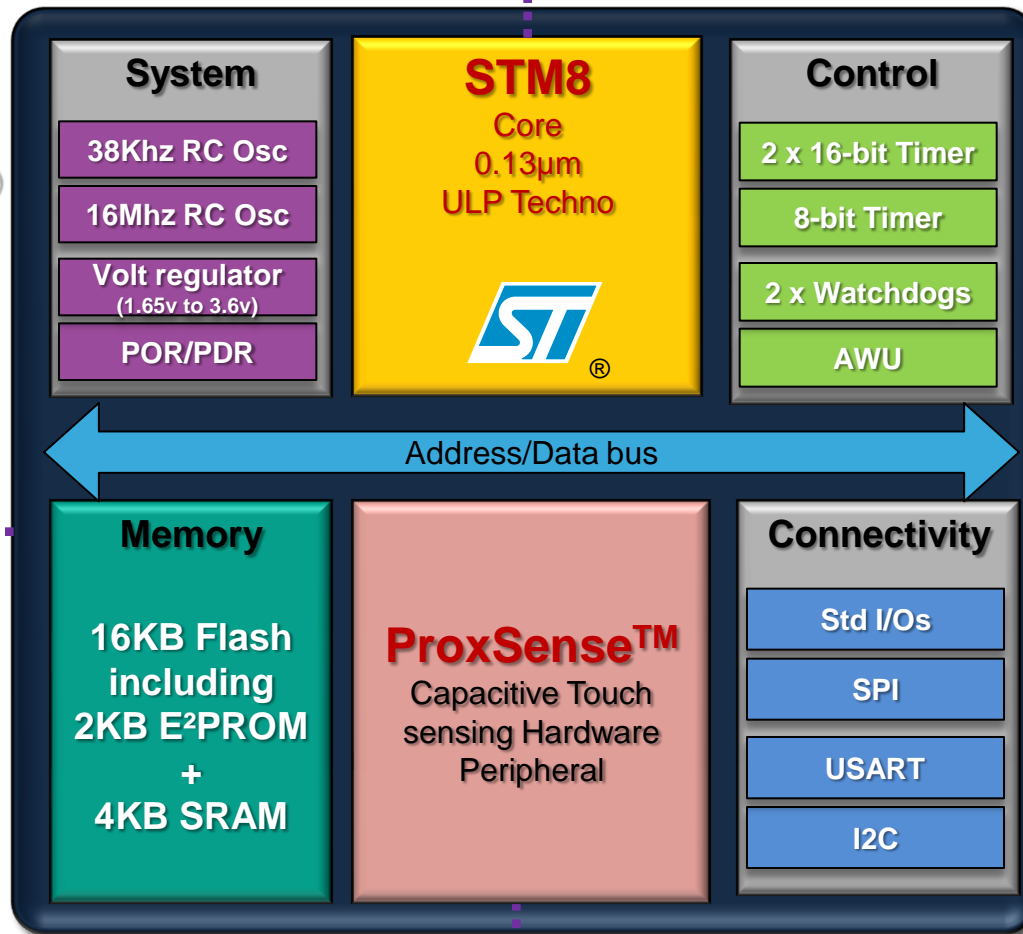 System
38Khz RC Osc
16Mhz RC Osc
Volt regulator
(1.65v to 3.6v)
POR/PDR
STM8
Core
0.13µm
ULP Techno
ST
®
Control
2 x 16-bit Timer
8-bit Timer
2 x Watchdogs
AWU
Address/Data bus
Memory
16KB Flash
including
2KB E²PROM
+
4KB SRAM
ProxSense™
Capacitive Touch
sensing Hardware
Peripheral
Connectivity
Std I/Os
SPI
USART
I2C